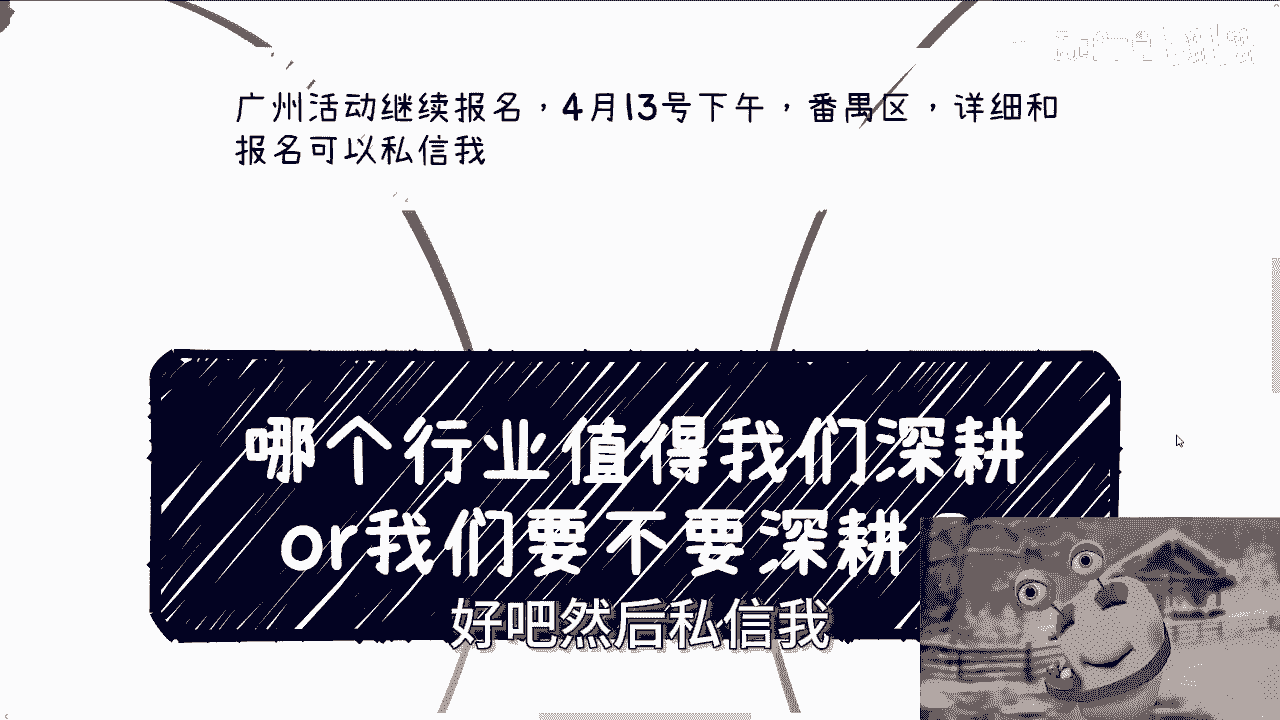 广州活动继续报名，4月13号下午，番禺区，详细和
报名可以私信我
哪个行业值得我们深耕
or我们要不要深耕
好吧然后私信我